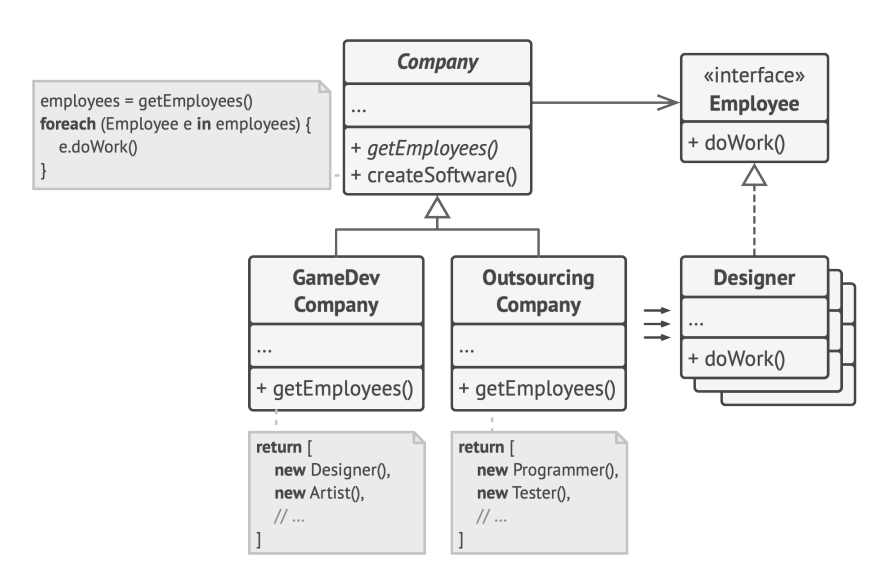 Company
...
+ getEmployees()
+ createSoftware()
employees = getEmployees()
foreach (Employee e in employees) {
e.doWork()
}
«interface»
Employee
+ doWork()
GameDev
Company
...
+ getEmployees()
Outsourcing
Company
...
+ getEmployees()
Designer
...
+ doWork()
return [
new Designer(),
new Artist(),
// ...
]
return [
new Programmer(),
new Tester(),
// ...
]